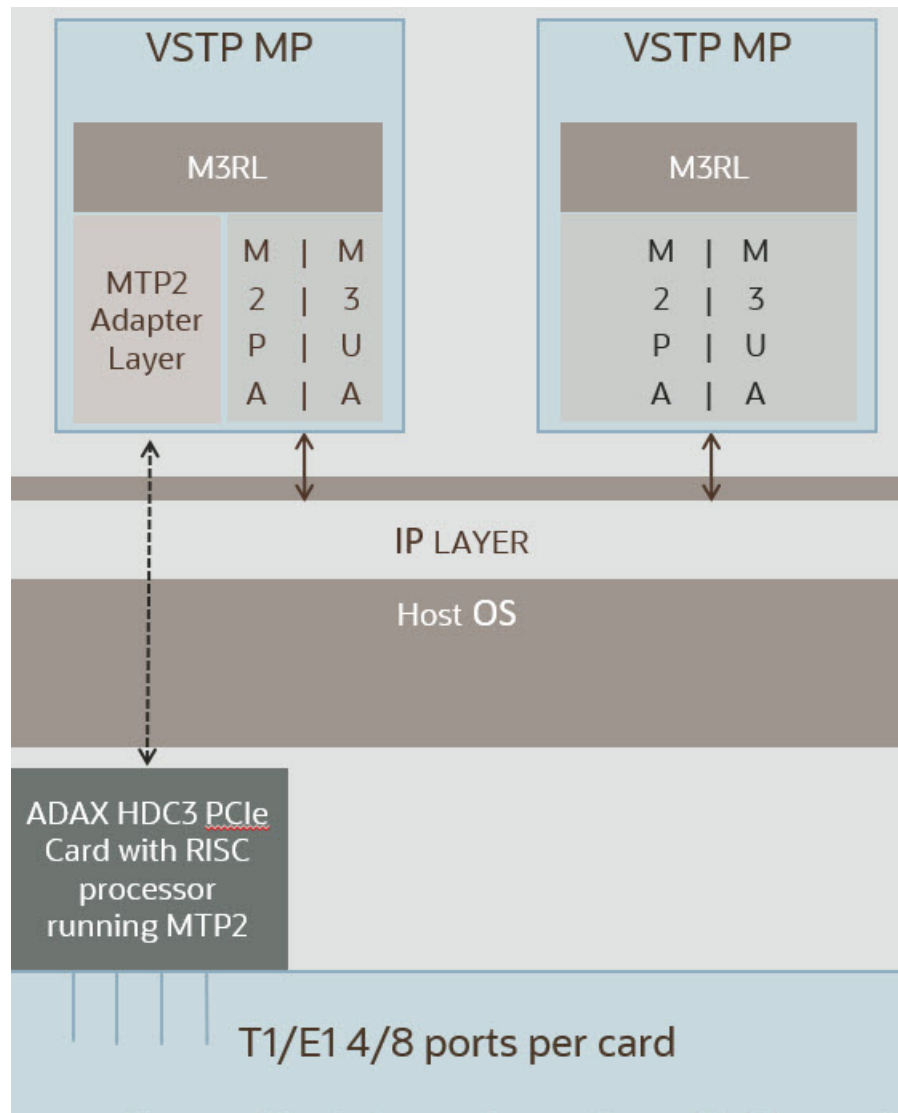 VSTP MP
M3RL
MTP2
Adapter
Layer
M | M
2 | 3
P | U
A | A
VSTP MP
M3RL
M | M
2 | 3
P | U
A | A
IP LAYER
Host OS
ADAX HDC3 PCIe
Card with RISC
processor
running MTP2
T1/E1 4/8 ports per card